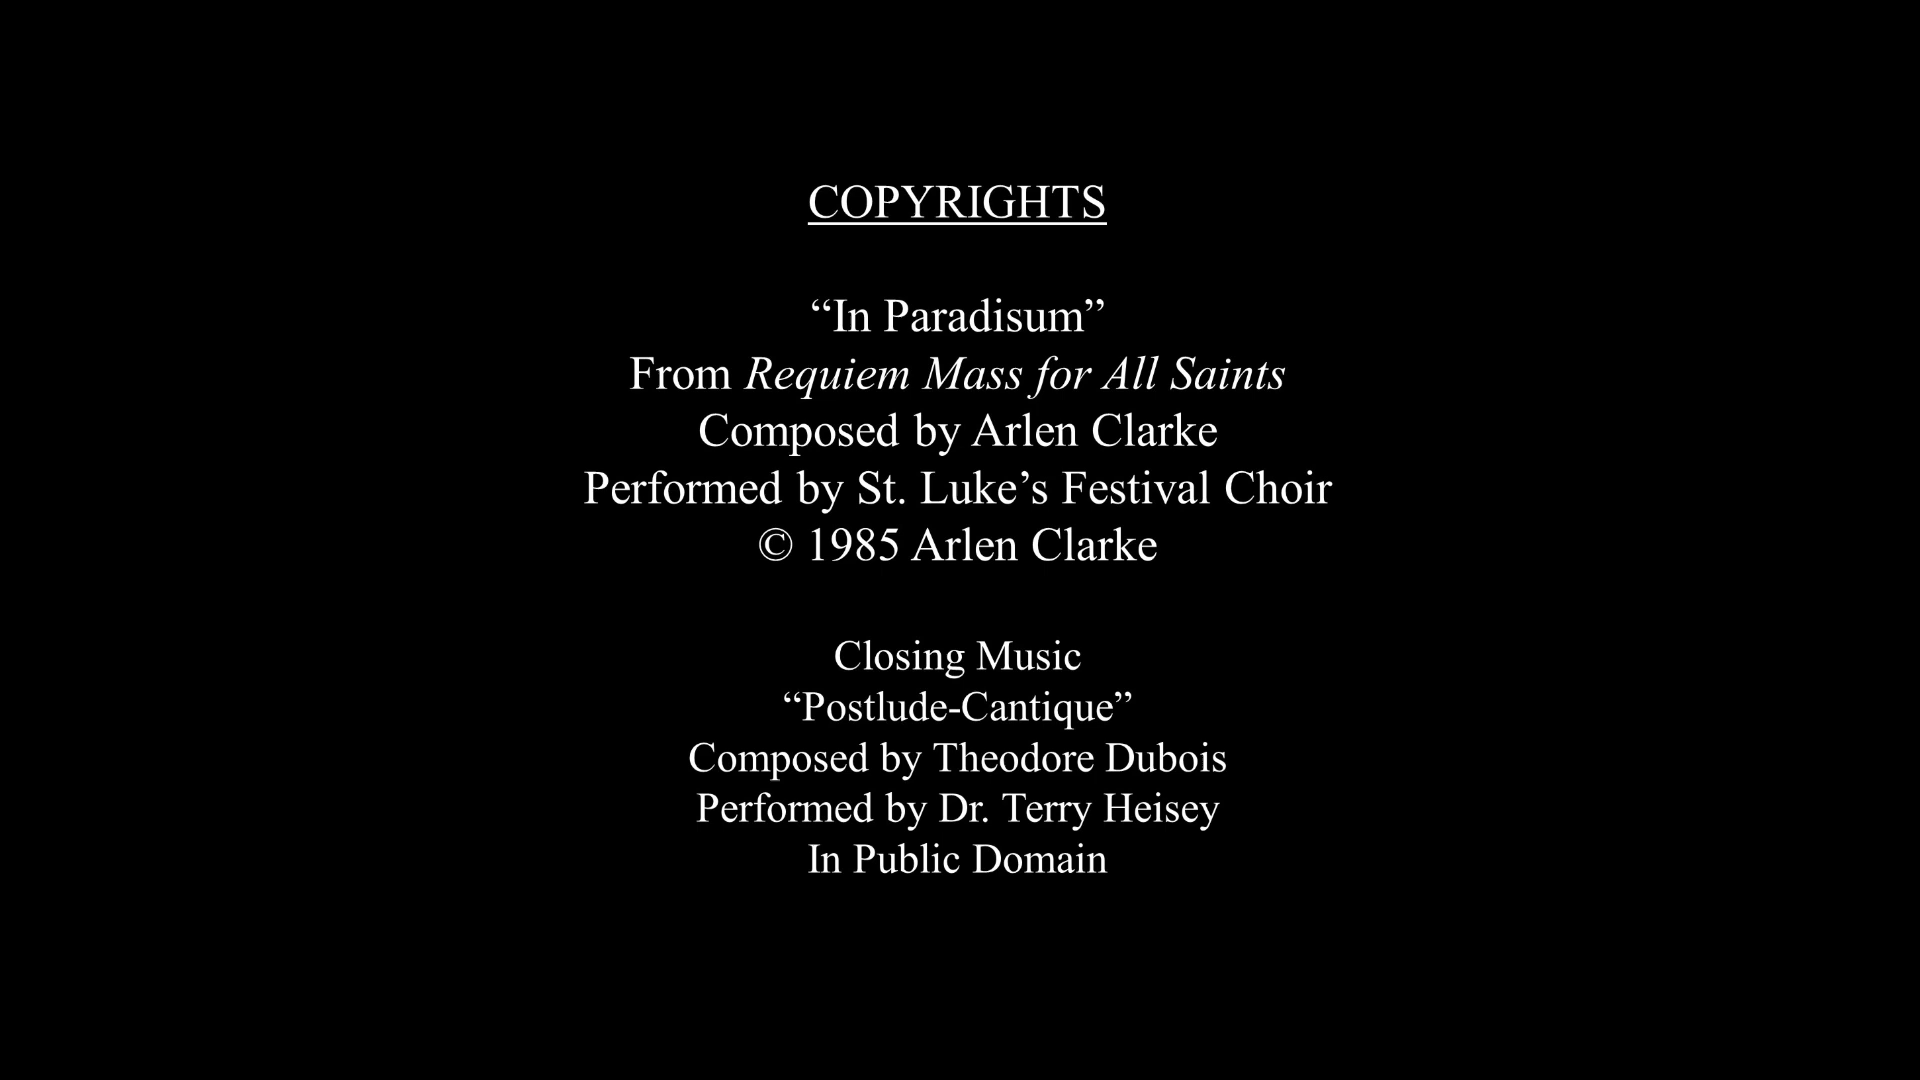 COPYRIGHTS
“In Paradisum”
From Requiem Mass for All Saints
Composed by Arlen Clarke
Performed by St. Luke’s Festival Choir
© 1985 Arlen Clarke
Closing Music
“Postlude-Cantique”
Composed by Theodore Dubois
Performed by Dr. Terry Heisey
In Public Domain